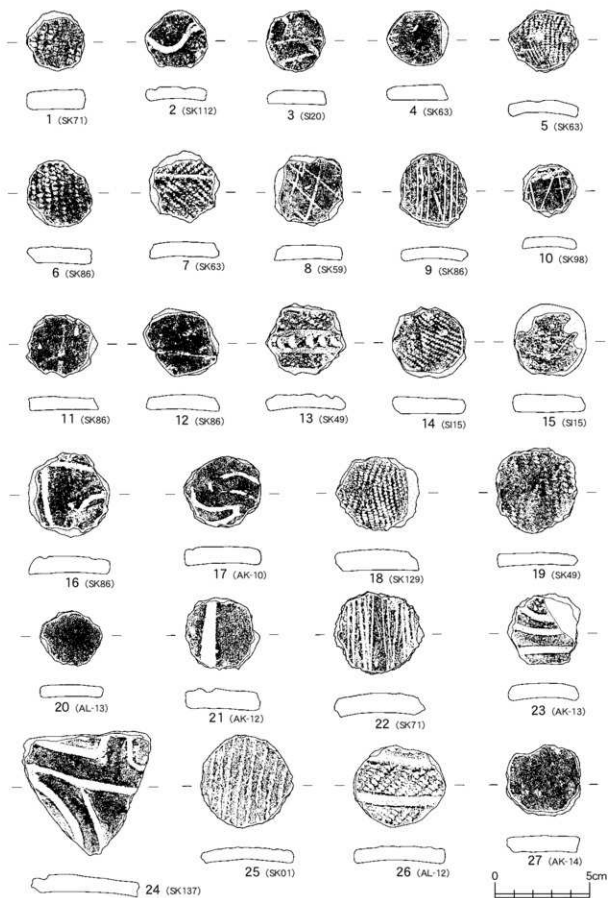 1 (SK71) 2 (SK112) 3 (SI20) 4 (SK63) 5 (SK63)
6 (SK86) 7 (SK63) 8 (SK59) 9 (SK86) 10 (SK98)
11 (SK86) 12 (SK86) 13 (SK49) 14 (SI15) 15 (SI15)
16 (SK86) 17 (AK-10) 18 (SK129) 19 (SK49)
20 (AL-13) 21 (AK-12) 22 (SK71) 23 (AK-13)
24 (SK137) 25 (SK01) 26 (AL-12) 27 (AK-14)
0 5cm